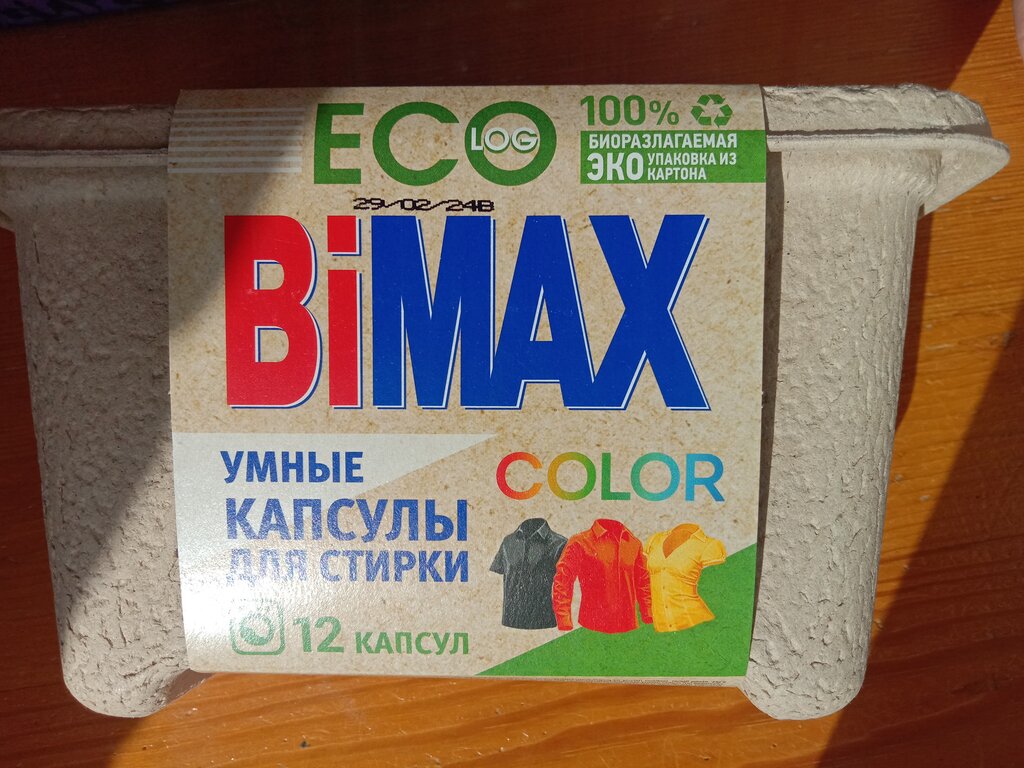 ECO
LOG
100%
БИОРАЗЛАГАЕМАЯ
ЭКО УПАКОВКА ИЗ
КАРТОНА
29/02/24В
BiMAX
УМНЫЕ
КАПСУЛЫ
ДЛЯ СТИРКИ
COLOR
12 КАПСУЛ